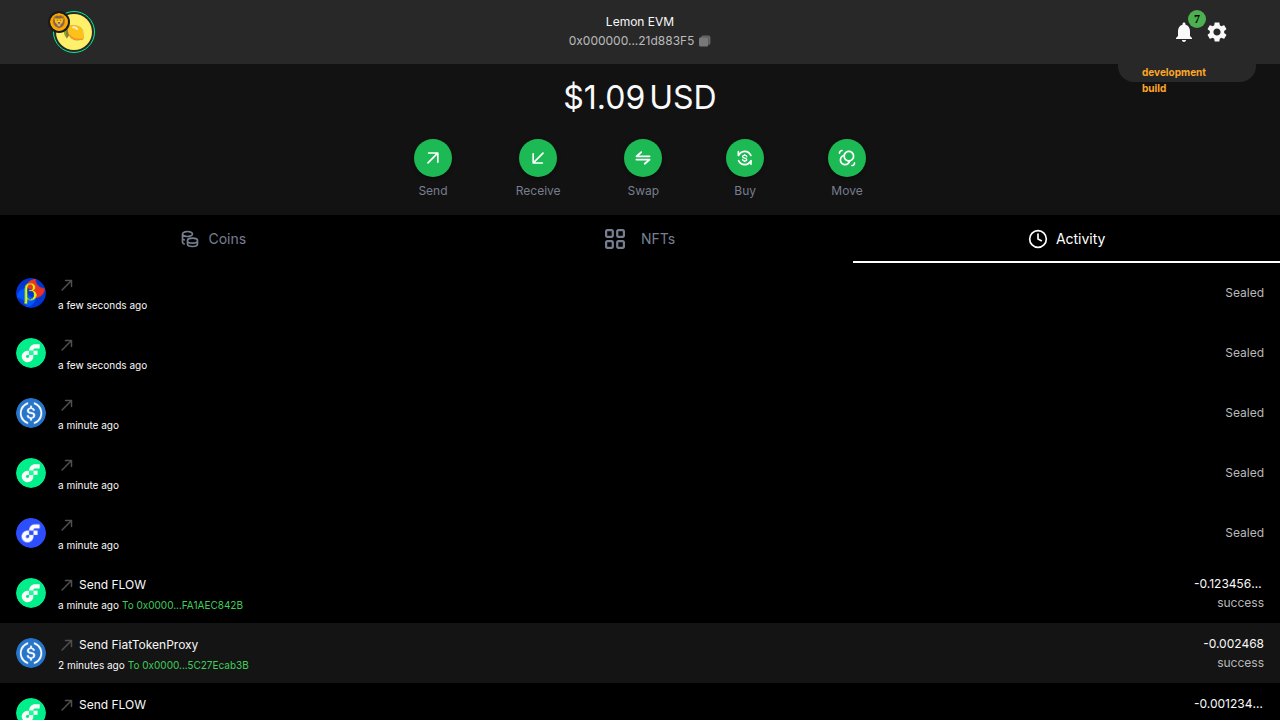 Lemon EVM
0x000000...21d883F5
7
development
build
$1.09 USD
Send
Receive
Swap
Buy
Move
Coins
NFTs
Activity
a few seconds ago
Sealed
a few seconds ago
Sealed
a minute ago
Sealed
a minute ago
Sealed
a minute ago
Sealed
Send FLOW
-0.123456...
a minute ago To 0x0000...FA1AEC842B
success
Send FiatTokenProxy
-0.002468
2 minutes ago To 0x0000...5C27Ecab3B
success
Send FLOW
-0.001234...